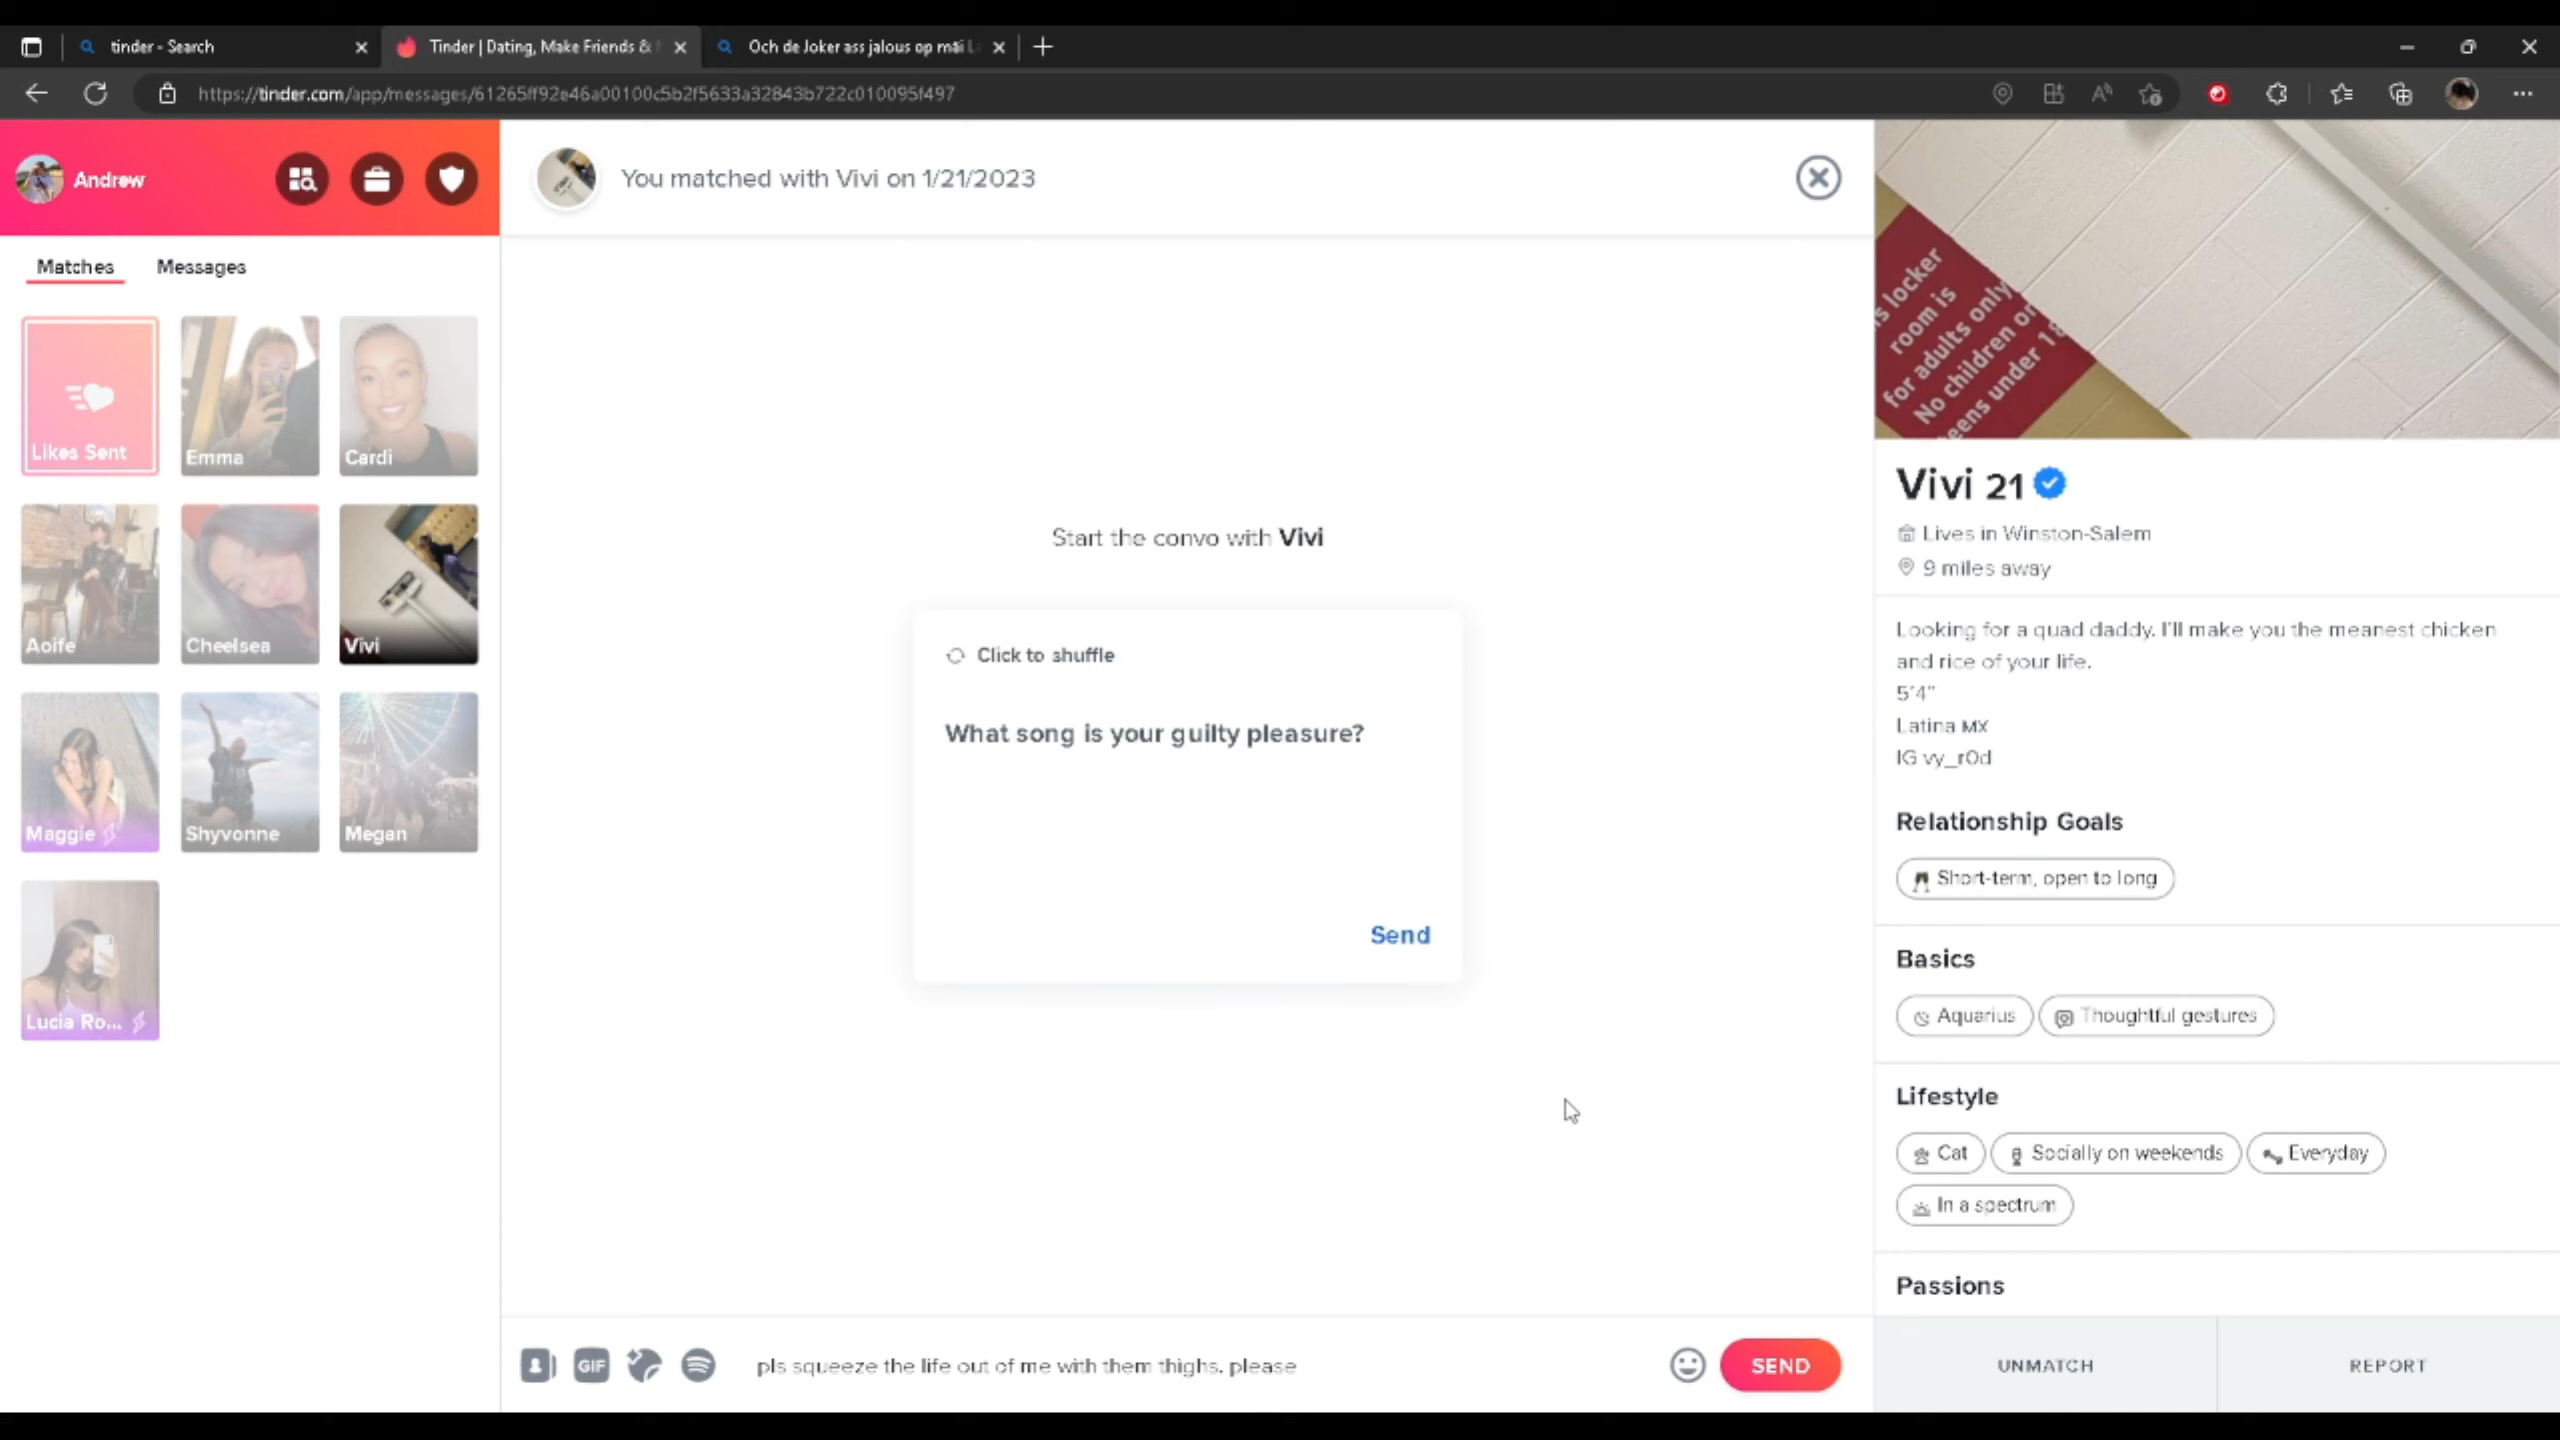 tinder - Search
Tinder | Dating, Make Friends &
Och de Joker ass jalous op mäi L
https://tinder.com/app/messages/61265ff92e46a00100c5b2f5633a32843b722c010095f497
Andrew
You matched with Vivi on 1/21/2023
Matches
Messages
Likes Sent
Emma
Cardi
Aoife
Cheelsea
Vivi
Maggie
Shyvonne
Megan
Lucia Ro...
Start the convo with Vivi
Click to shuffle
What song is your guilty pleasure?
Send
GIF
pls squeeze the life out of me with them thighs. please
SEND
s locker
room is
for adults only
No children or
eens under 18
Vivi 21
Lives in Winston-Salem
9 miles away
Looking for a quad daddy. I'll make you the meanest chicken
and rice of your life.
5'4"
Latina MX
IG vy_r0d
Relationship Goals
Short-term, open to long
Basics
Aquarius
Thoughtful gestures
Lifestyle
Cat
Socially on weekends
Everyday
In a spectrum
Passions
UNMATCH
REPORT